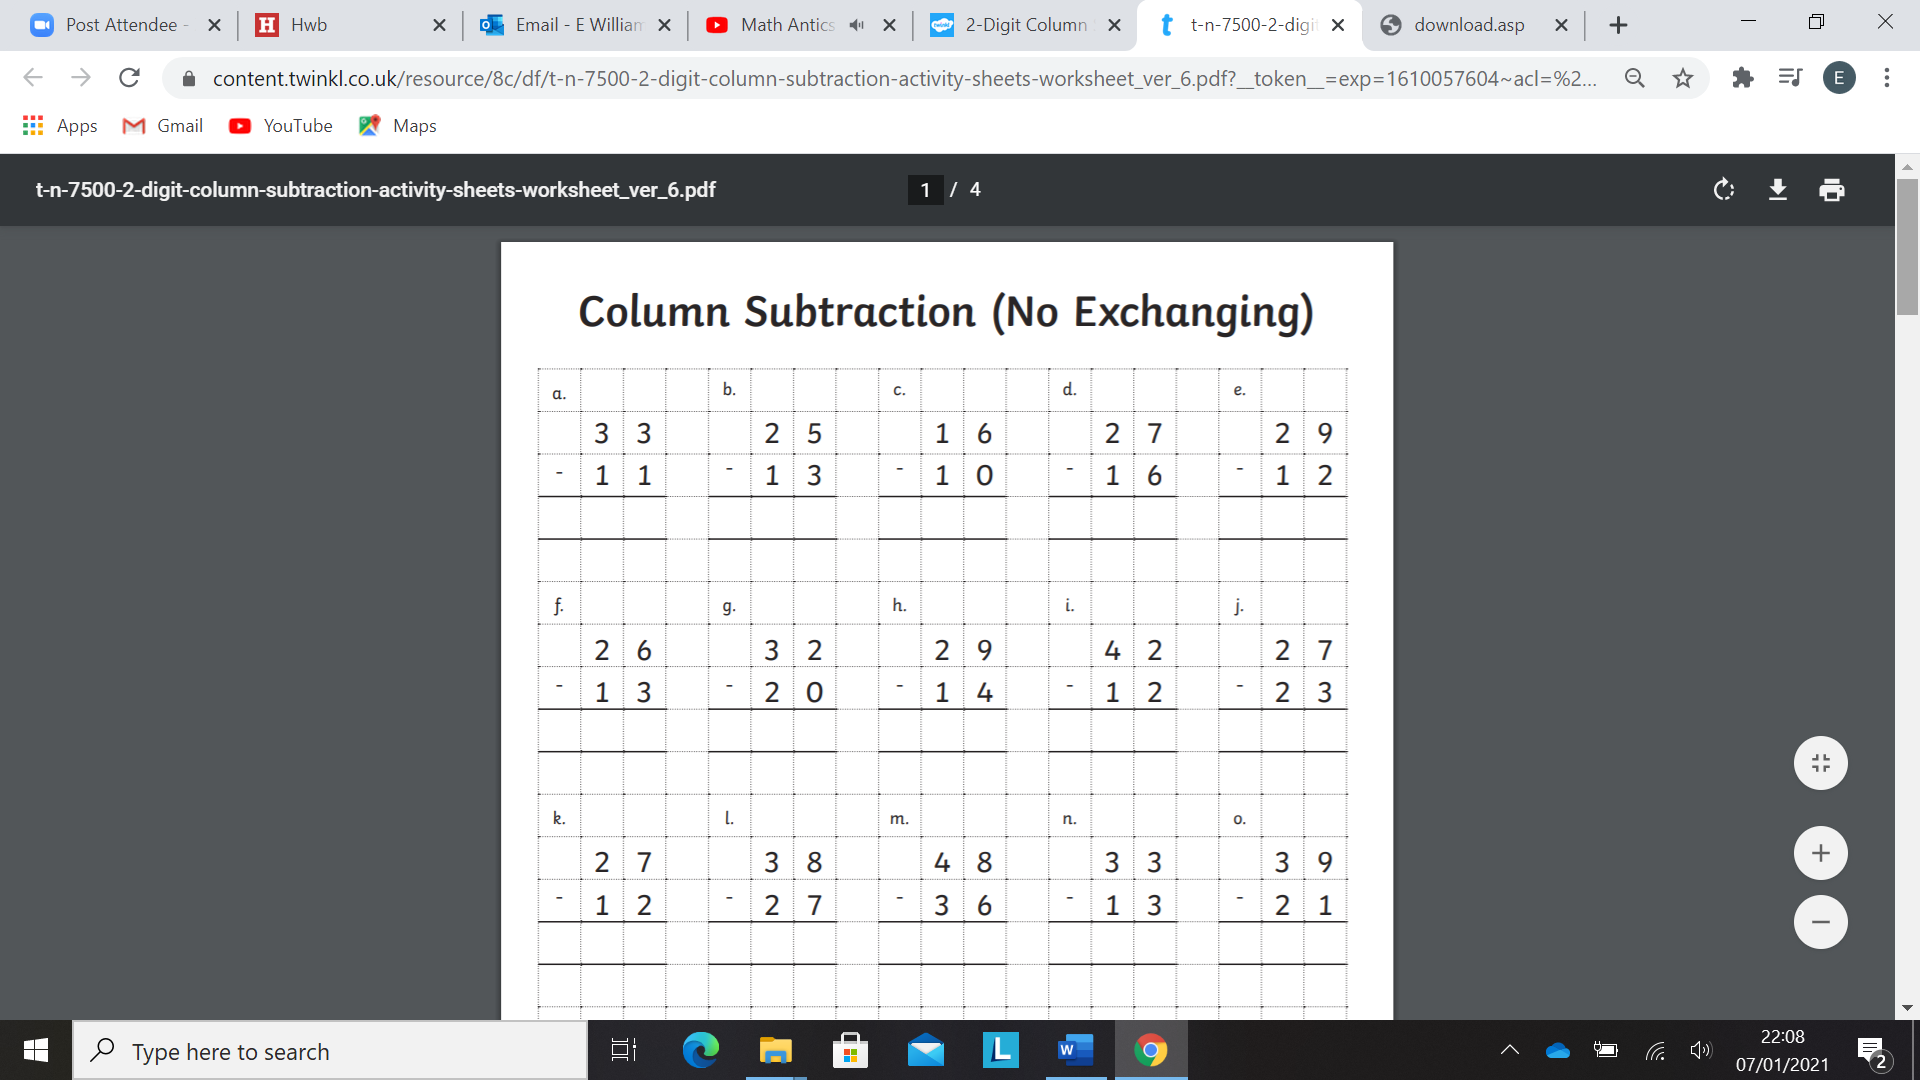 Post Attendee -
Hwb
Email - E William
Math Antics
2-Digit Column
t-n-7500-2-digit
download.asp
content.twinkl.co.uk/resource/8c/df/t-n-7500-2-digit-column-subtraction-activity-sheets-worksheet_ver_6.pdf?__token__=exp=1610057604~acl=%2...
E
Apps
Gmail
YouTube
Maps
t-n-7500-2-digit-column-subtraction-activity-sheets-worksheet_ver_6.pdf
1 / 4
Column Subtraction (No Exchanging)
a. b. c. d. e.
3 3 2 5 1 6 2 7 2 9
- 1 1 - 1 3 - 1 0 - 1 6 - 1 2
f. g. h. i. j.
2 6 3 2 2 9 4 2 2 7
- 1 3 - 2 0 - 1 4 - 1 2 - 2 3
k. l. m. n. o.
2 7 3 8 4 8 3 3 3 9
- 1 2 - 2 7 - 3 6 - 1 3 - 2 1
Type here to search
22:08
07/01/2021
2